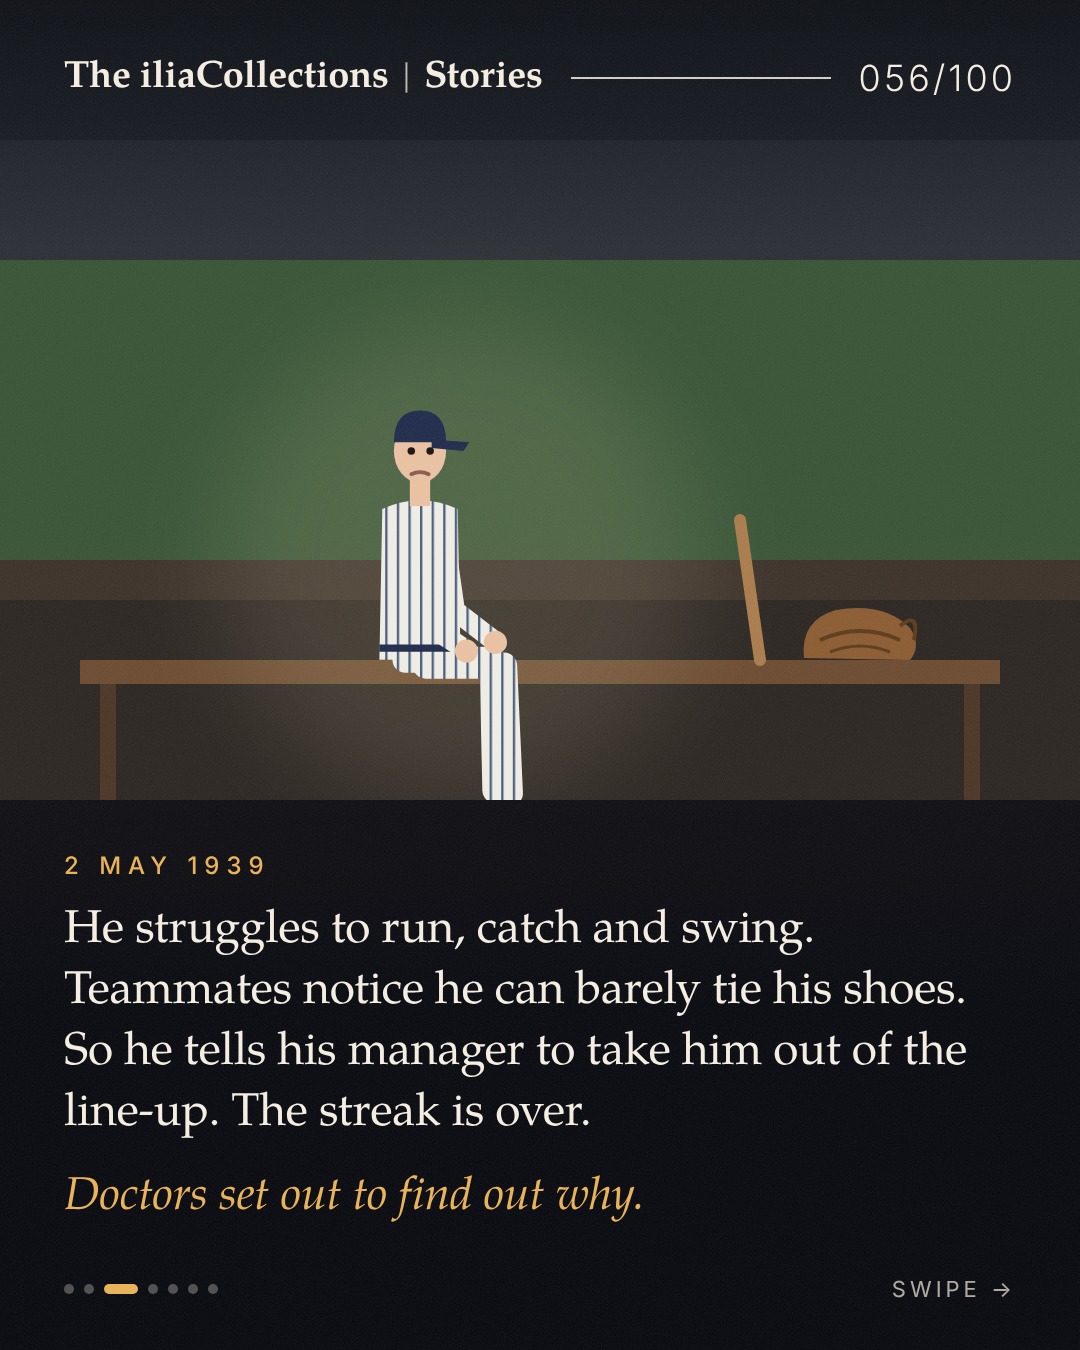 The iliaCollections | Stories 056/100
2 MAY 1939
He struggles to run, catch and swing.
Teammates notice he can barely tie his shoes.
So he tells his manager to take him out of the
line-up. The streak is over.
Doctors set out to find out why.
SWIPE →